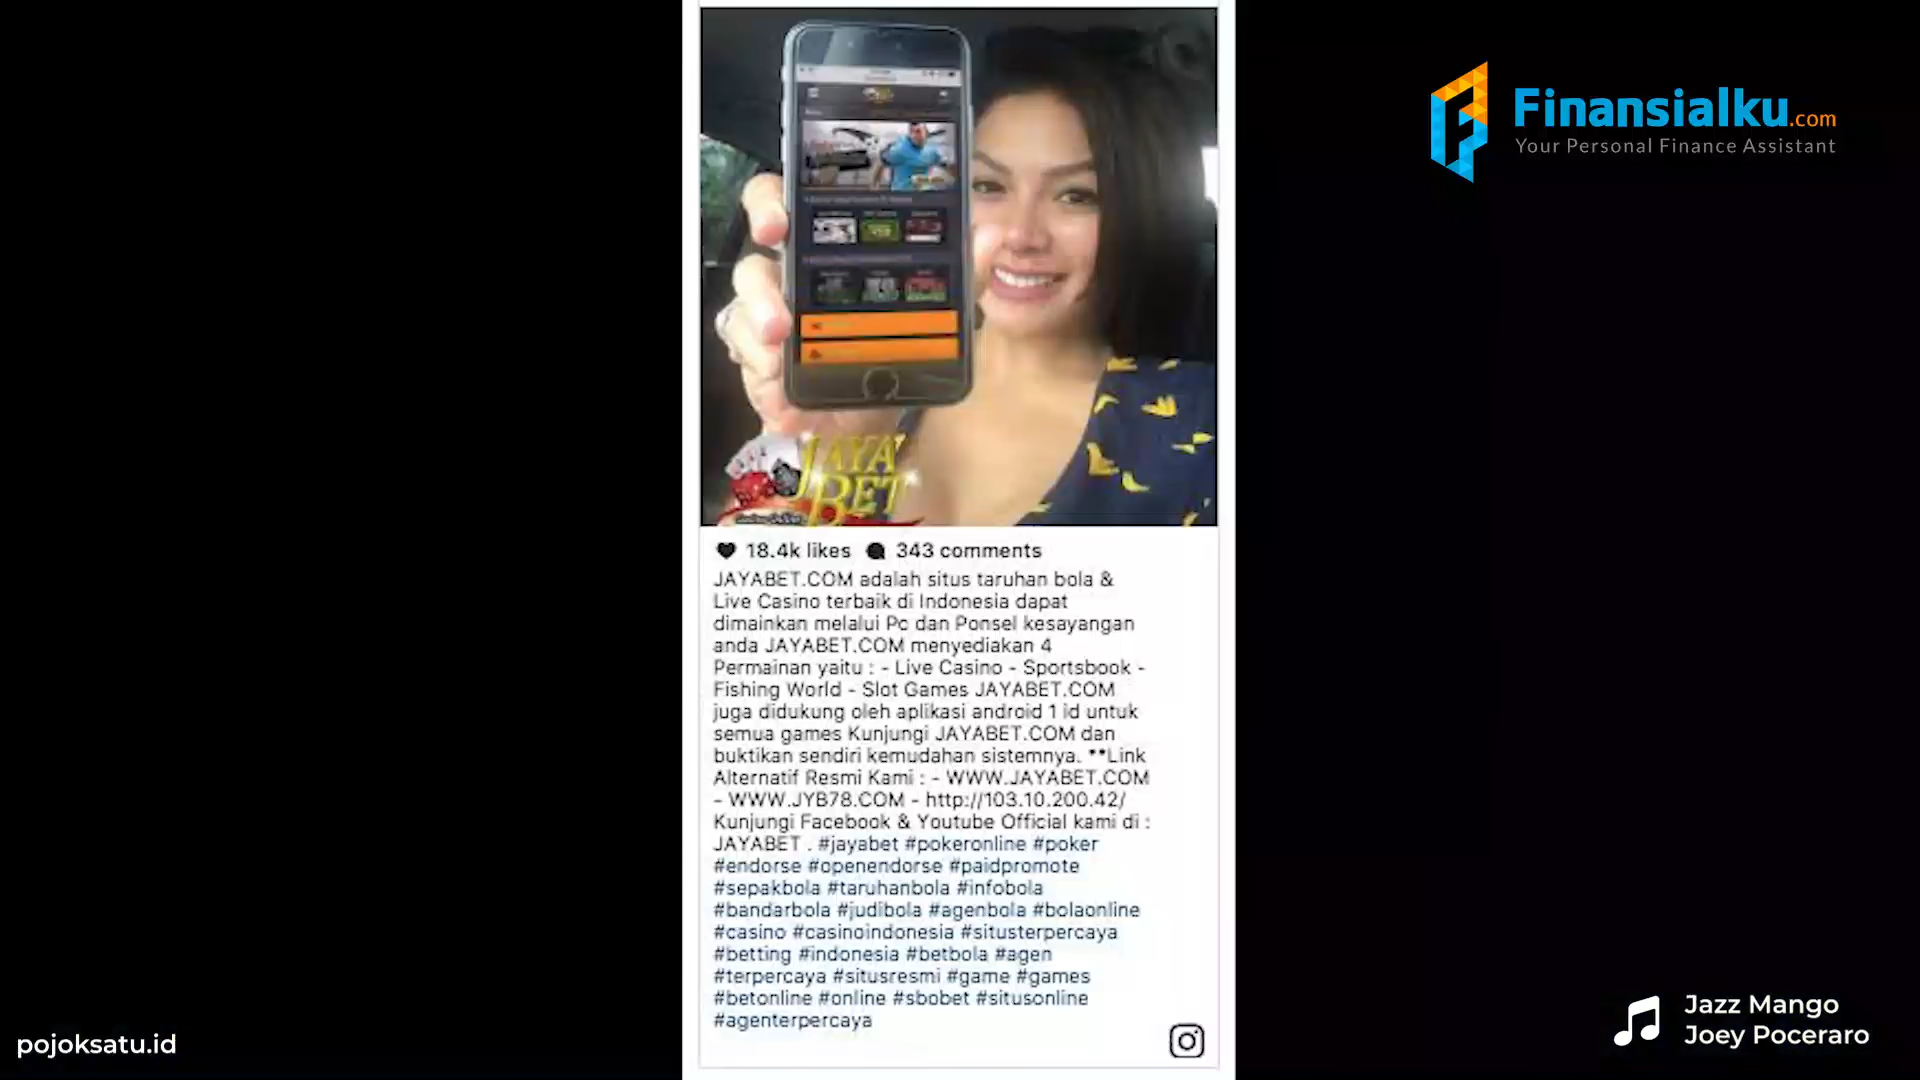 Finansialku.com
Your Personal Finance Assistant
JAYA
BET
18.4k likes 343 comments
JAYABET.COM adalah situs taruhan bola &
Live Casino terbaik di Indonesia dapat
dimainkan melalui Pc dan Ponsel kesayangan
anda JAYABET.COM menyediakan 4
Permainan yaitu : - Live Casino - Sportsbook -
Fishing World - Slot Games JAYABET.COM
juga didukung oleh aplikasi android 1 id untuk
semua games Kunjungi JAYABET.COM dan
buktikan sendiri kemudahan sistemnya. **Link
Alternatif Resmi Kami : - WWW.JAYABET.COM
- WWW.JYB78.COM - http://103.10.200.42/
Kunjungi Facebook & Youtube Official kami di :
JAYABET . #jayabet #pokeronline #poker
#endorse #openendorse #paidpromote
#sepakbola #taruhanbola #infobola
#bandarbola #judibola #agenbola #bolaonline
#casino #casinoindonesia #situsterpercaya
#betting #indonesia #betbola #agen
#terpercaya #situsresmi #game #games
#betonline #online #sbobet #situsonline
#agenterpercaya
pojoksatu.id
Jazz Mango
Joey Poceraro